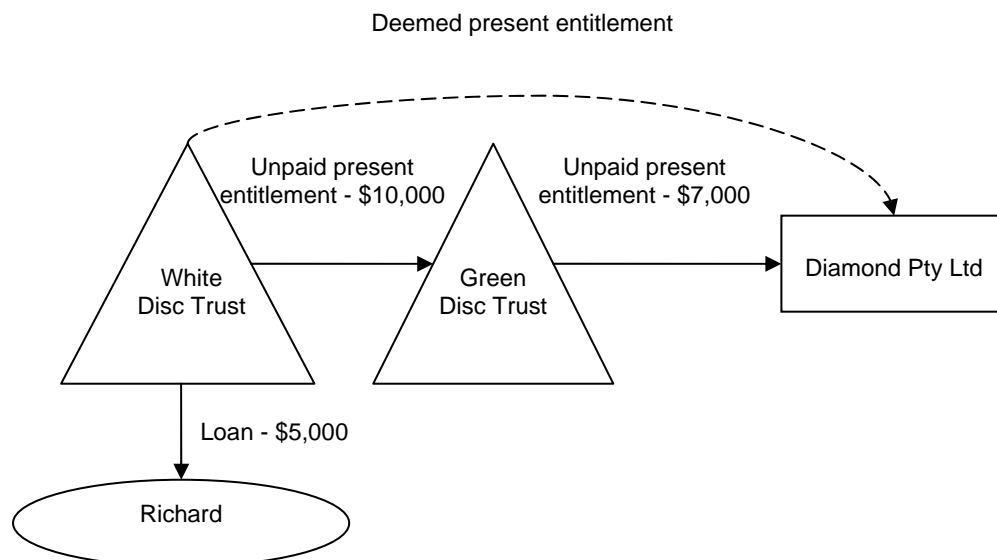 Deemed present entitlement
Unpaid present
entitlement - $10,000
Unpaid present
entitlement - $7,000
White
Disc Trust
Green
Disc Trust
Diamond Pty Ltd
Loan - $5,000
Richard